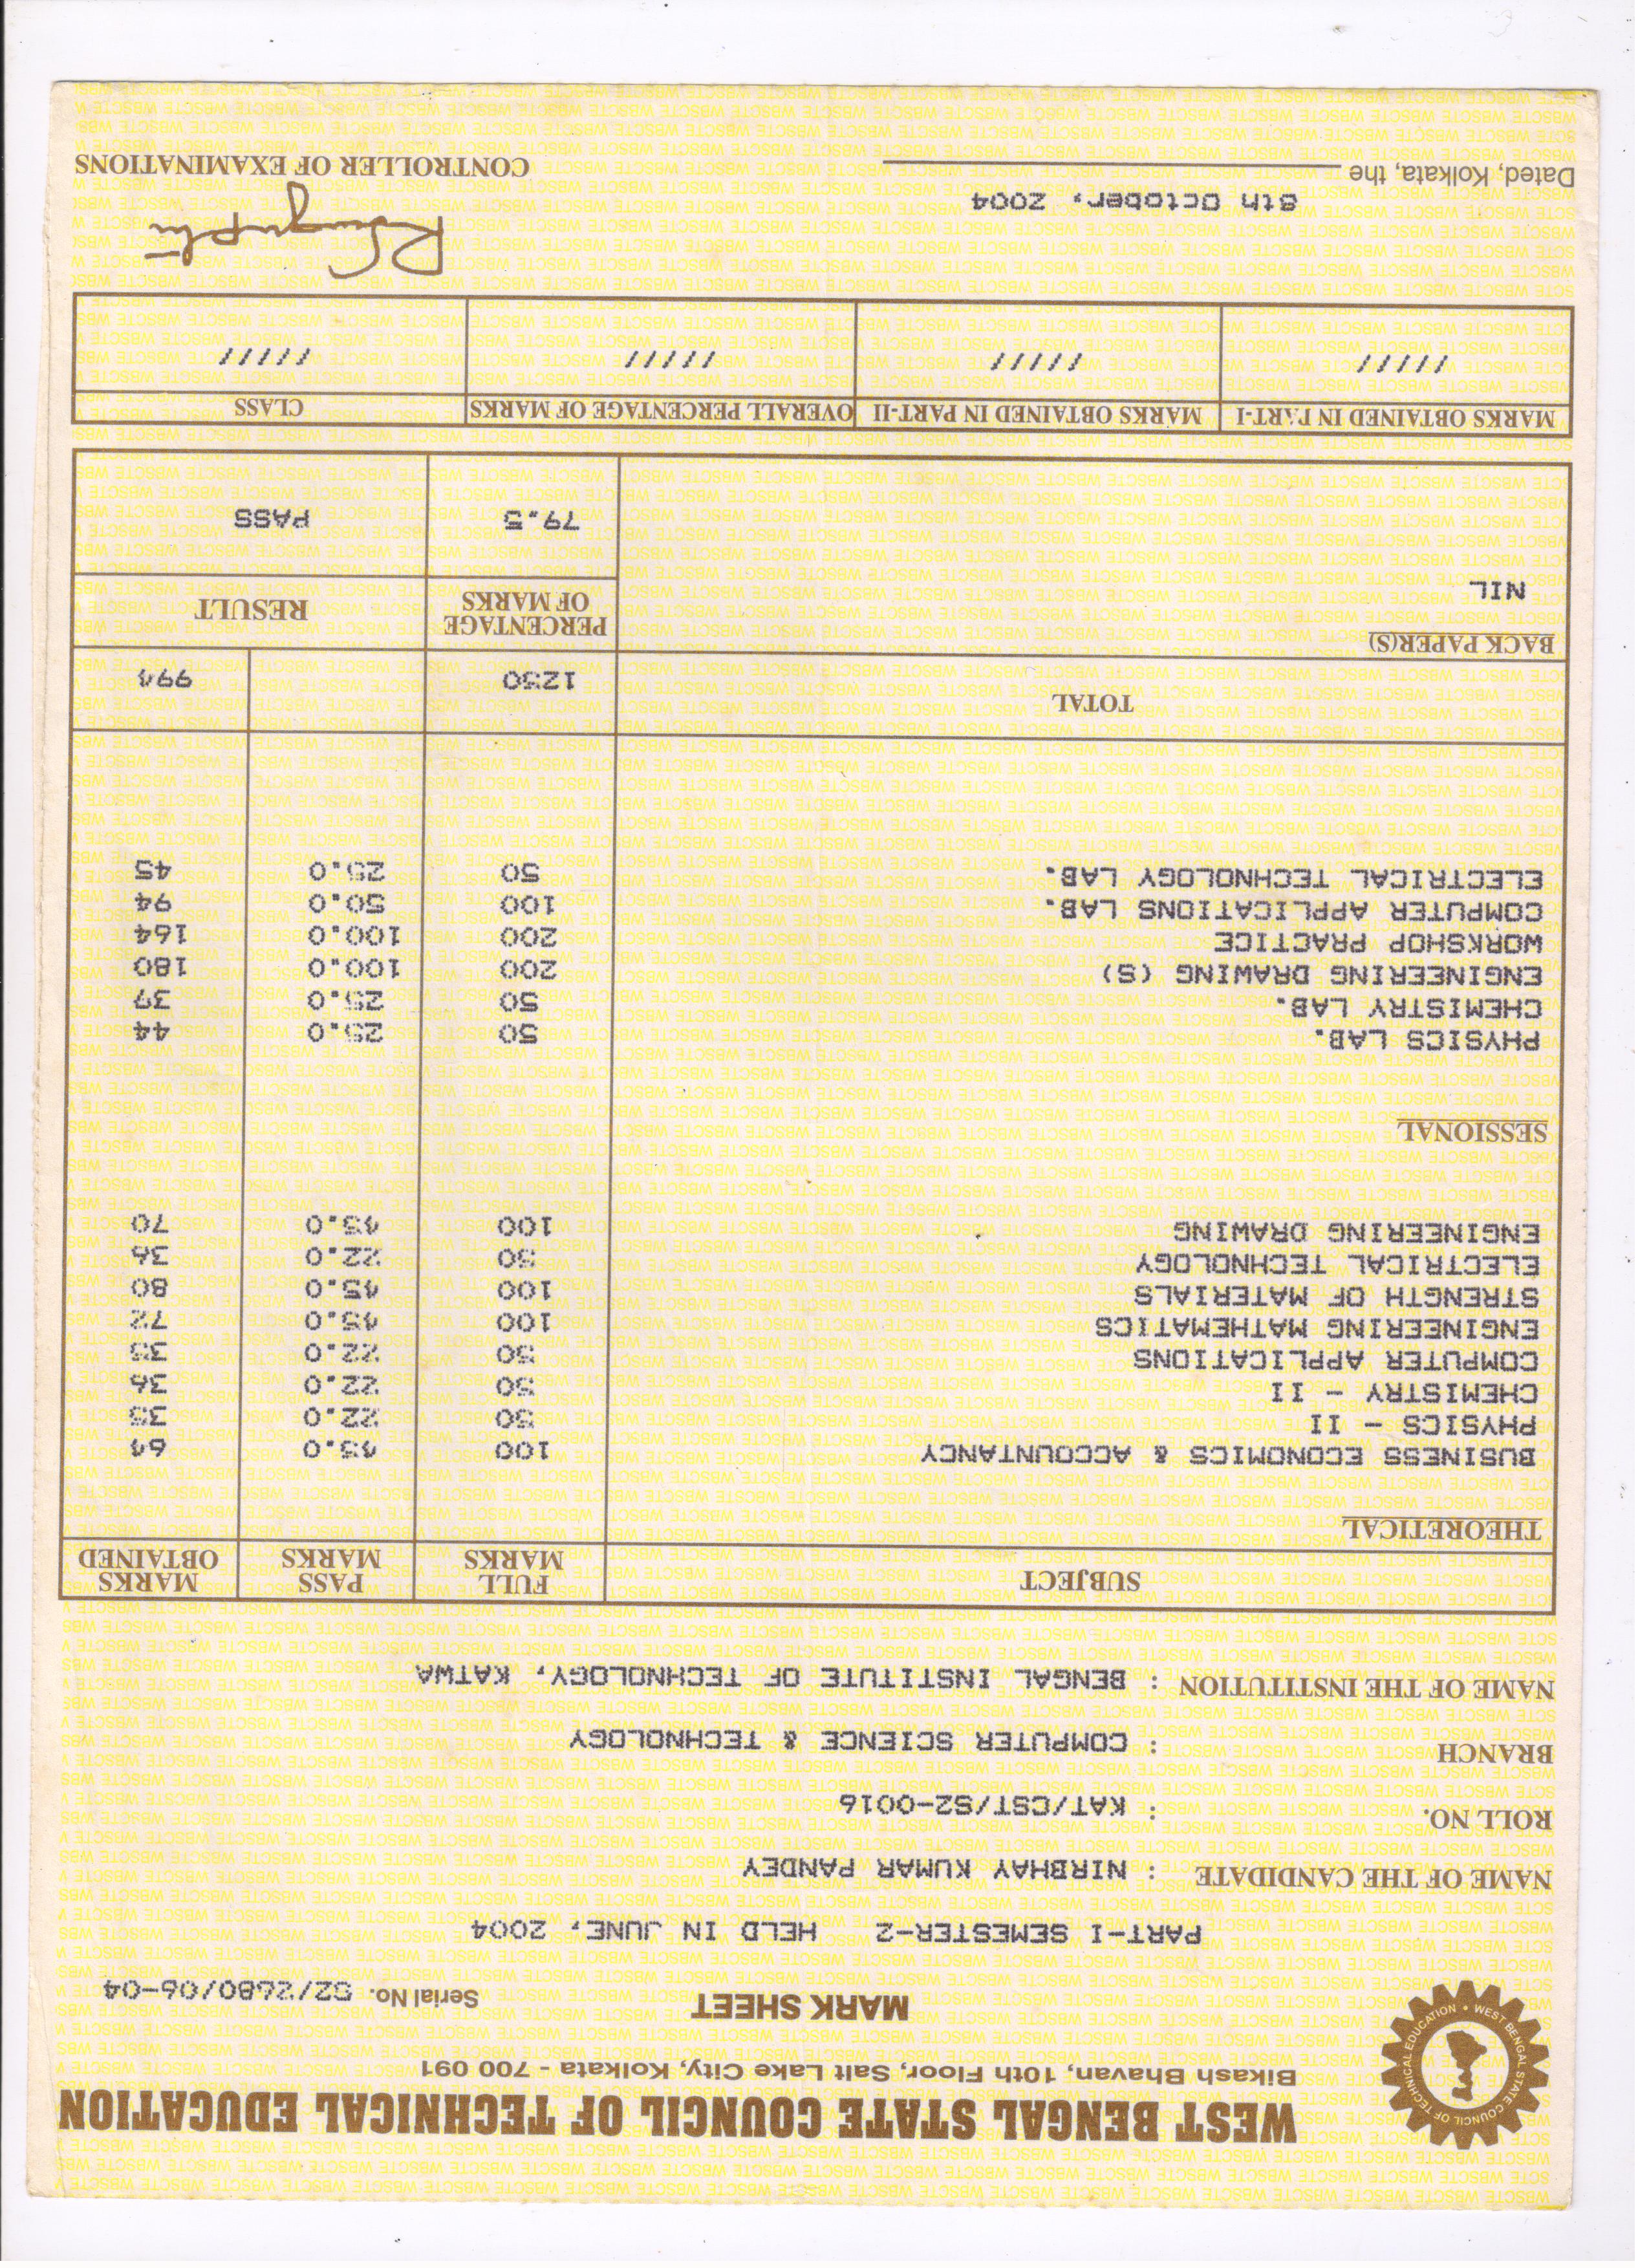 WEST BENGAL STATE COUNCIL OF TECHNICAL EDUCATION
Bikash Bhavan, 10th Floor, Salt Lake City, Kolkata - 700 091
WEST BENGAL STATE COUNCIL OF TECHNICAL EDUCATION
MARK SHEET Serial No. S2/2680/06-04
PART-I SEMESTER-2 HELD IN JUNE, 2004
NAME OF THE CANDIDATE : NIRBHAY KUMAR PANDEY
ROLL NO. : KAT/CST/S2-0016
BRANCH : COMPUTER SCIENCE & TECHNOLOGY
NAME OF THE INSTITUTION : BENGAL INSTITUTE OF TECHNOLOGY, KATWA
SUBJECT FULL MARKS PASS MARKS MARKS OBTAINED
THEORETICAL
BUSINESS ECONOMICS & ACCOUNTANCY 100 45.0 64
PHYSICS - II 50 22.0 35
CHEMISTRY - II 50 22.0 36
COMPUTER APPLICATIONS 50 22.0 35
ENGINEERING MATHEMATICS 100 45.0 72
STRENGTH OF MATERIALS 100 45.0 80
ELECTRICAL TECHNOLOGY 50 22.0 36
ENGINEERING DRAWING 100 45.0 70
SESSIONAL
PHYSICS LAB. 50 25.0 44
CHEMISTRY LAB. 50 25.0 39
ENGINEERING DRAWING (S) 200 100.0 180
WORKSHOP PRACTICE 200 100.0 164
COMPUTER APPLICATIONS LAB. 100 50.0 94
ELECTRICAL TECHNOLOGY LAB. 50 25.0 45
TOTAL 1250 994
BACK PAPER(S) PERCENTAGE OF MARKS RESULT
NIL 79.5 PASS
MARKS OBTAINED IN PART-I MARKS OBTAINED IN PART-II OVERALL PERCENTAGE OF MARKS CLASS
///// ///// ///// /////
8th October, 2004
Dated, Kolkata, the CONTROLLER OF EXAMINATIONS